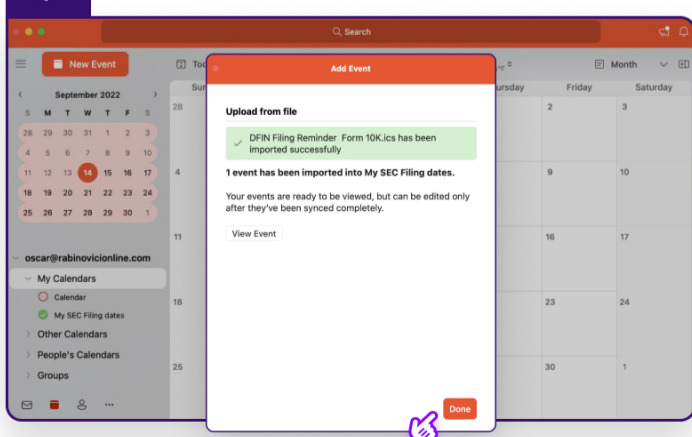 Search
New Event
Today
Month
September 2022
S M T W T F S
28 29 30 31 1 2 3
4 5 6 7 8 9 10
11 12 13 14 15 16 17
18 19 20 21 22 23 24
25 26 27 28 29 30 1
oscar@rabinovicionline.com
My Calendars
Calendar
My SEC Filing dates
Other Calendars
People's Calendars
Groups
Friday Saturday
28 2 3
4 9 10
11 16 17
18 23 24
25 30 1
Add Event
Upload from file
DFIN Filing Reminder Form 10K.ics has been
imported successfully
1 event has been imported into My SEC Filing dates.
Your events are ready to be viewed, but can be edited only
after they've been synced completely.
View Event
Done